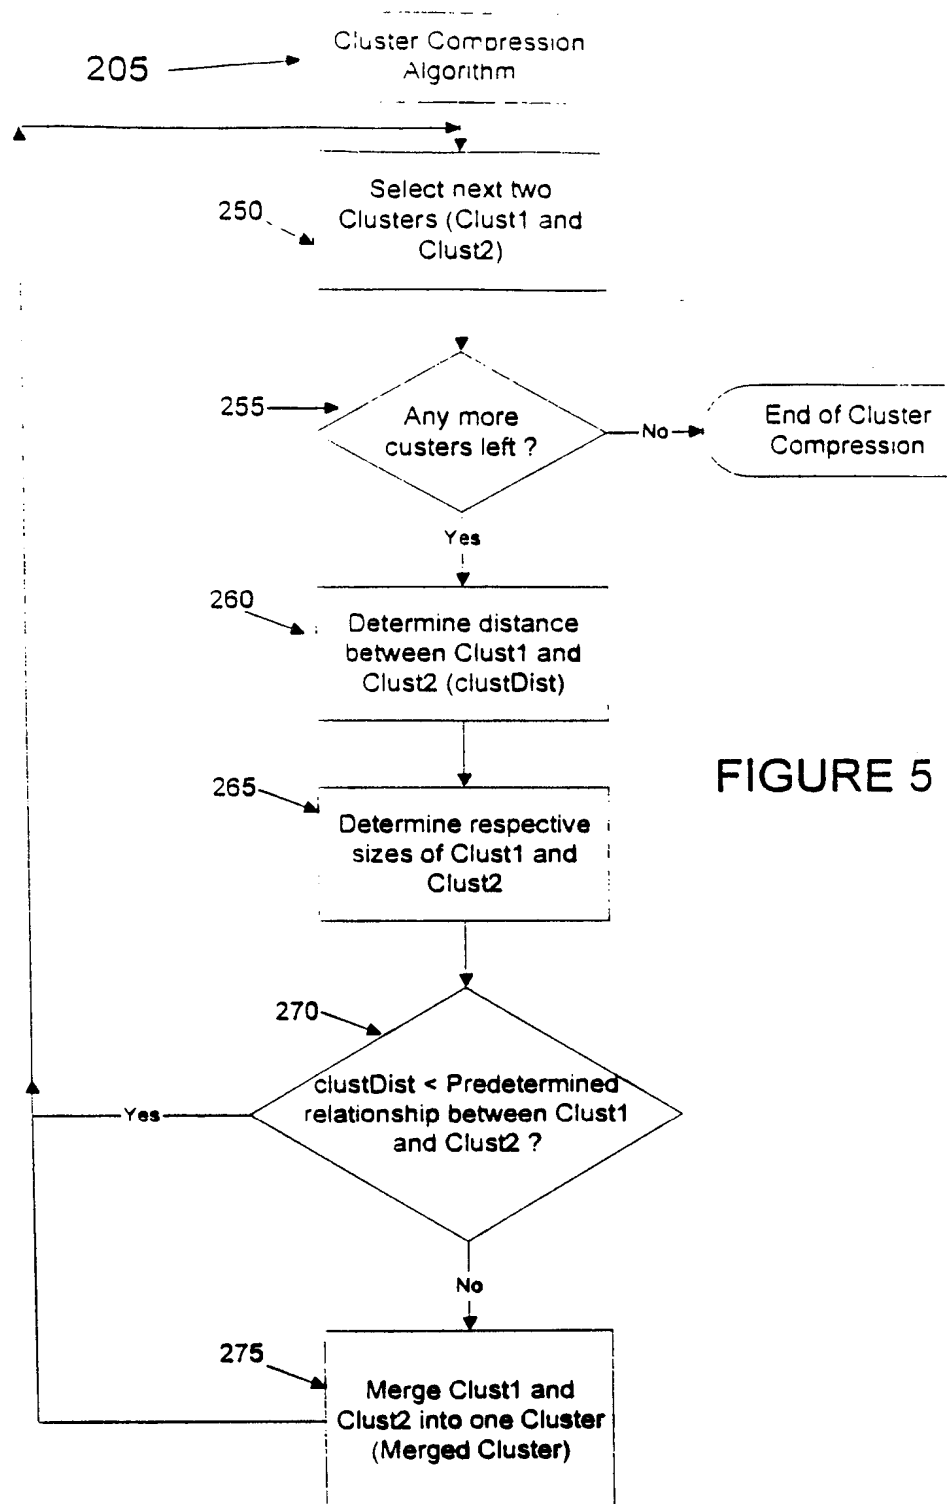 Cluster Compression
Algorithm
205
Select next two
Clusters (Clust1 and
Clust2)
250
255
Any more
custers left ?
No
End of Cluster
Compression
Yes
260
Determine distance
between Clust1 and
Clust2 (clustDist)
265
Determine respective
sizes of Clust1 and
Clust2
FIGURE 5
270
clustDist < Predetermined
relationship between Clust1
and Clust2 ?
Yes
No
275
Merge Clust1 and
Clust2 into one Cluster
(Merged Cluster)